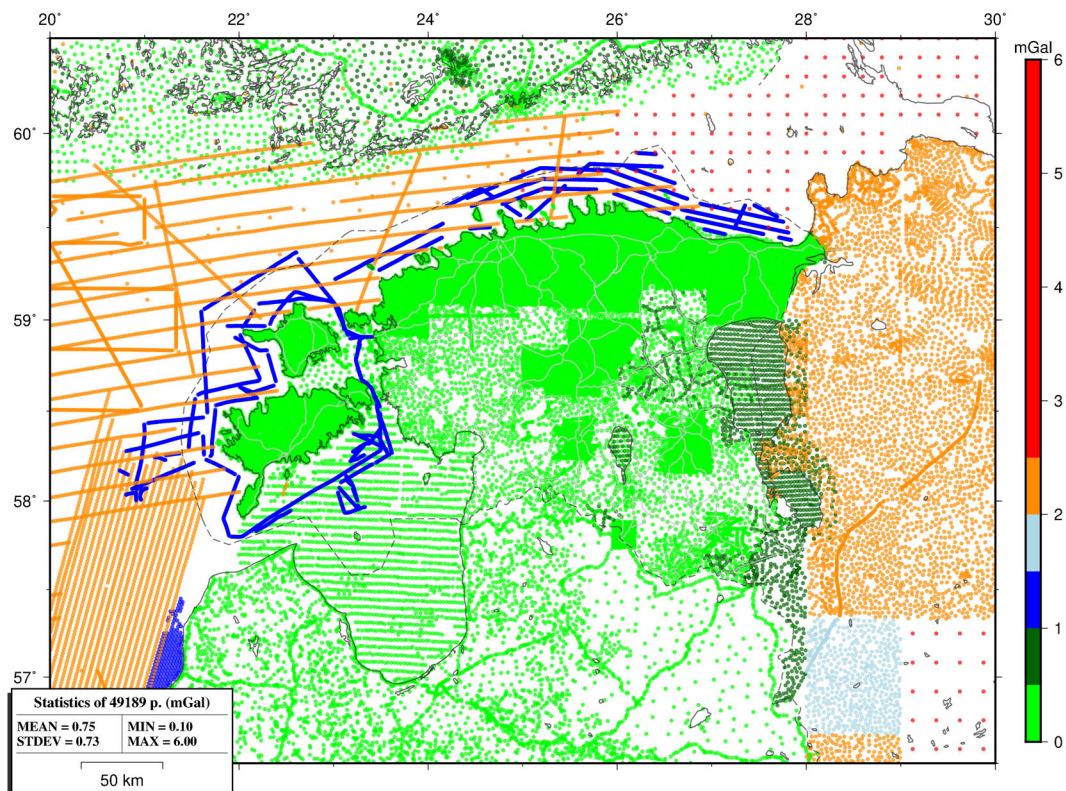 20˚ 22˚ 24˚ 26˚ 28˚ 30˚
mGal
6
5
4
3
2
1
0
60˚
59˚
58˚
57˚
Statistics of 49189 p. (mGal)
MEAN = 0.75 MIN = 0.10
STDEV = 0.73 MAX = 6.00
50 km